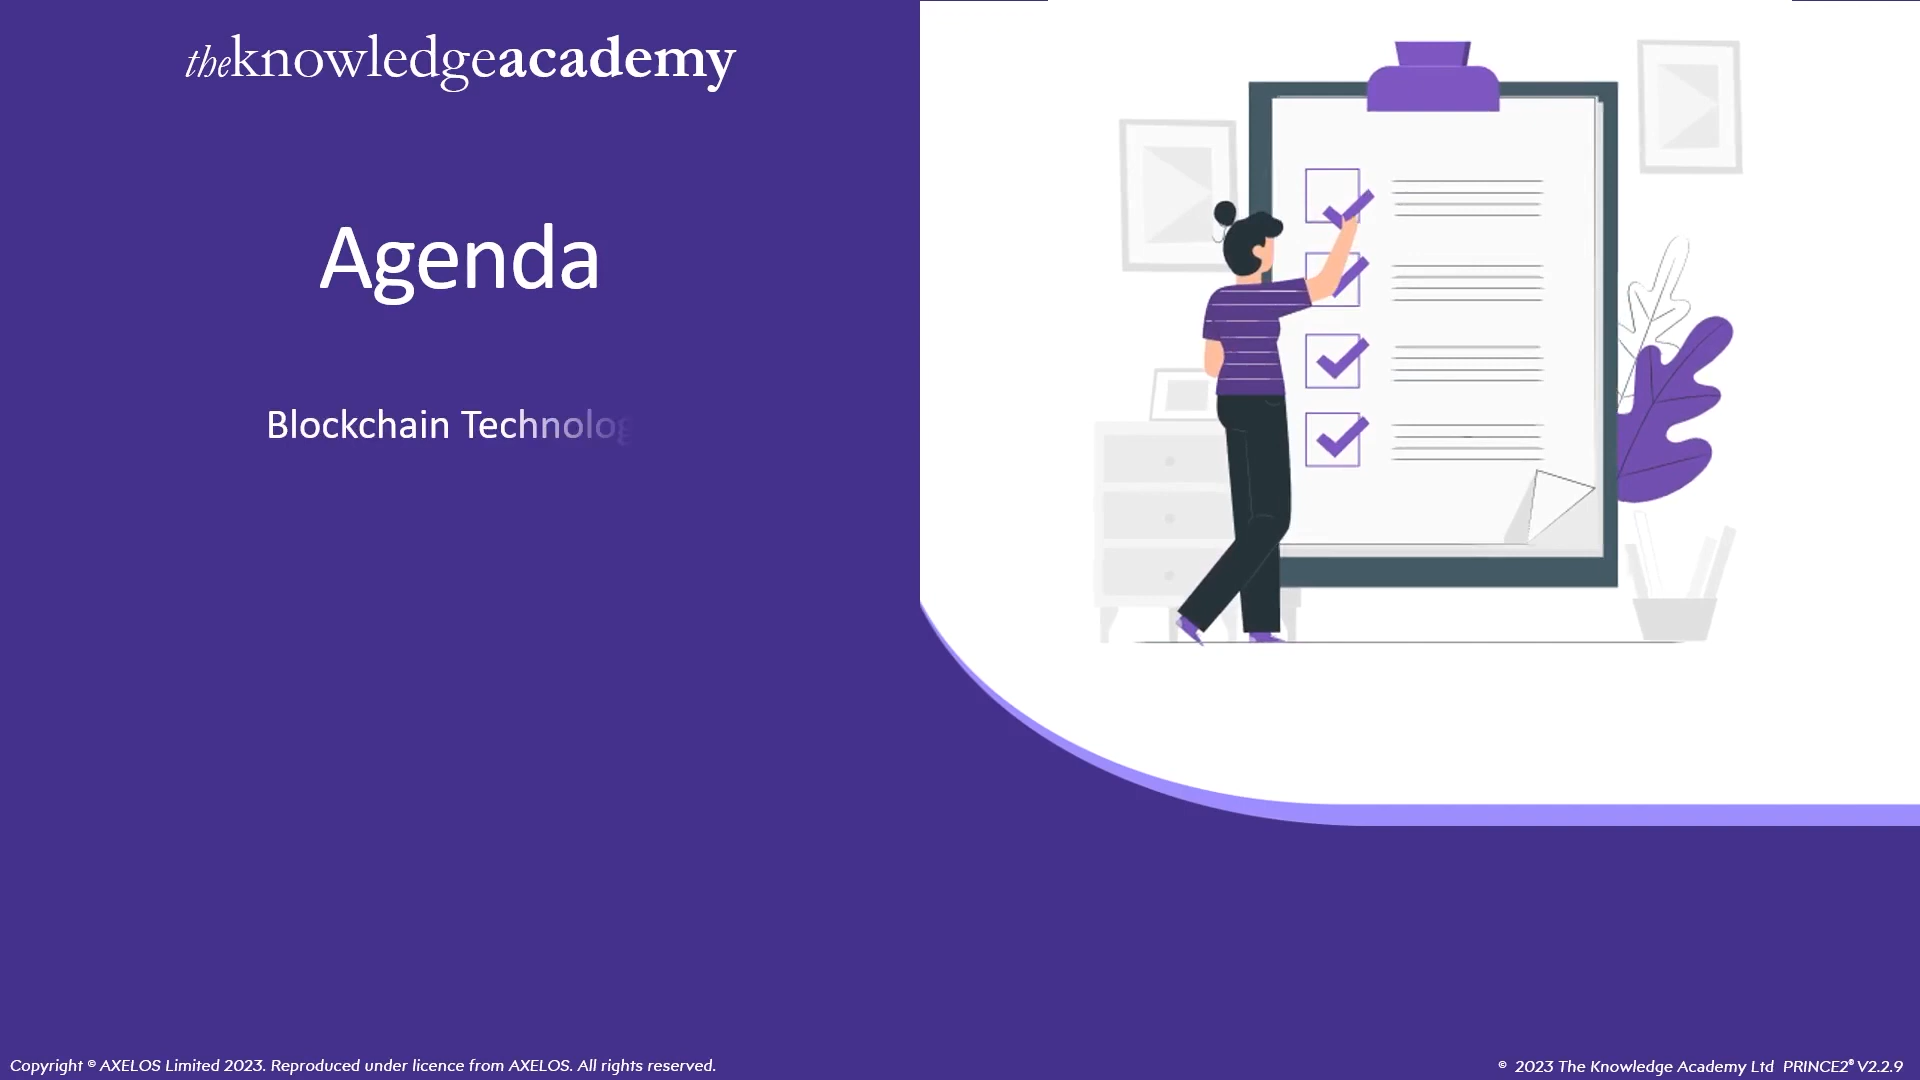 theknowledgeacademy
Agenda
Blockchain Technolog
Copyright © AXELOS Limited 2023. Reproduced under licence from AXELOS. All rights reserved.
© 2023 The Knowledge Academy Ltd PRINCE2® V2.2.9